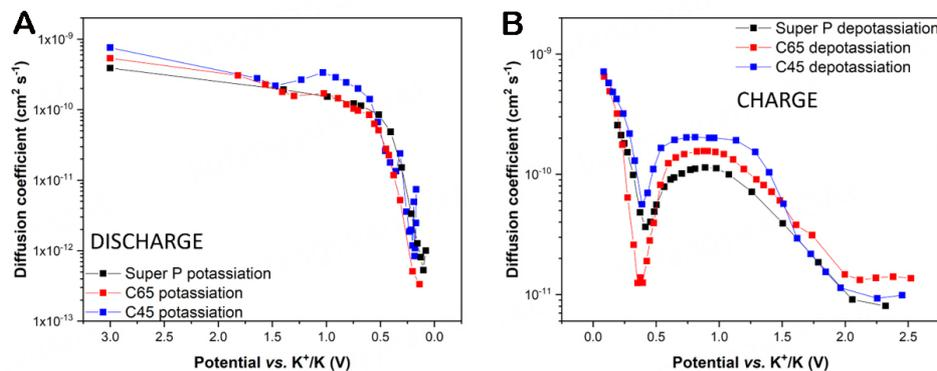 A
B
Diffusion coefficient (cm² s⁻¹)
1x10⁻⁹
1x10⁻¹⁰
1x10⁻¹¹
1x10⁻¹²
1x10⁻¹³
DISCHARGE
Super P potassiation
C65 potassiation
C45 potassiation
3.0 2.5 2.0 1.5 1.0 0.5 0.0
Potential vs. K⁺/K (V)
Diffusion coefficient (cm² s⁻¹)
10⁻⁹
10⁻¹⁰
10⁻¹¹
Super P depotassiation
C65 depotassiation
C45 depotassiation
CHARGE
0.0 0.5 1.0 1.5 2.0 2.5
Potential vs. K⁺/K (V)